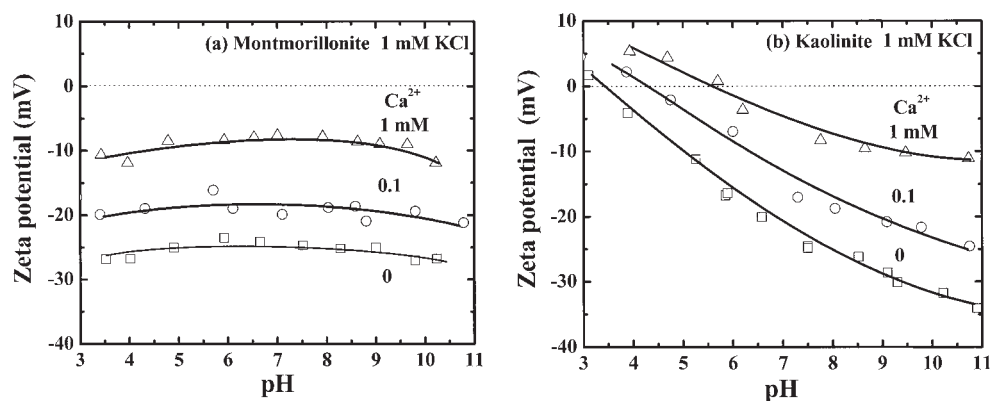 (a) Montmorillonite 1 mM KCl
10
0
-10
-20
-30
-40
Zeta potential (mV)
Ca²⁺
1 mM
0.1
0
3 4 5 6 7 8 9 10 11
pH
(b) Kaolinite 1 mM KCl
10
0
-10
-20
-30
-40
Zeta potential (mV)
Ca²⁺
1 mM
0.1
0
3 4 5 6 7 8 9 10 11
pH